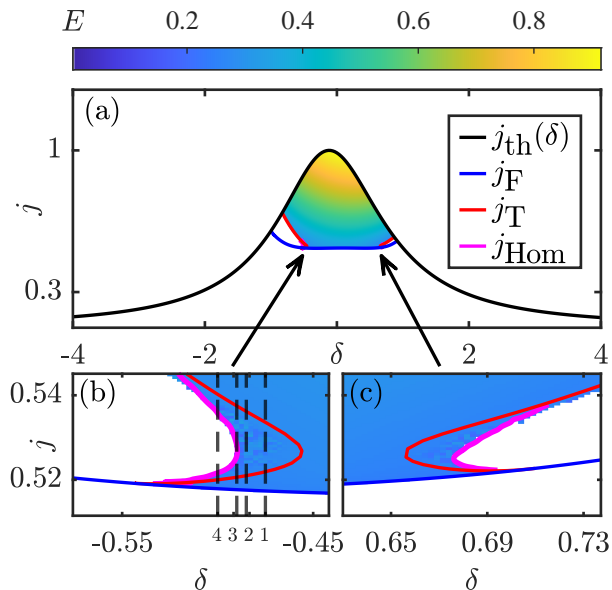 E 0.2 0.4 0.6 0.8
(a)
j_th(δ)
j_F
j_T
j_Hom
1
j
0.3
-4 -2 0 δ 2 4
(b) (c)
0.54
j
0.52
4 3 2 1
-0.55 -0.45 0.65 0.69 0.73
δ δ